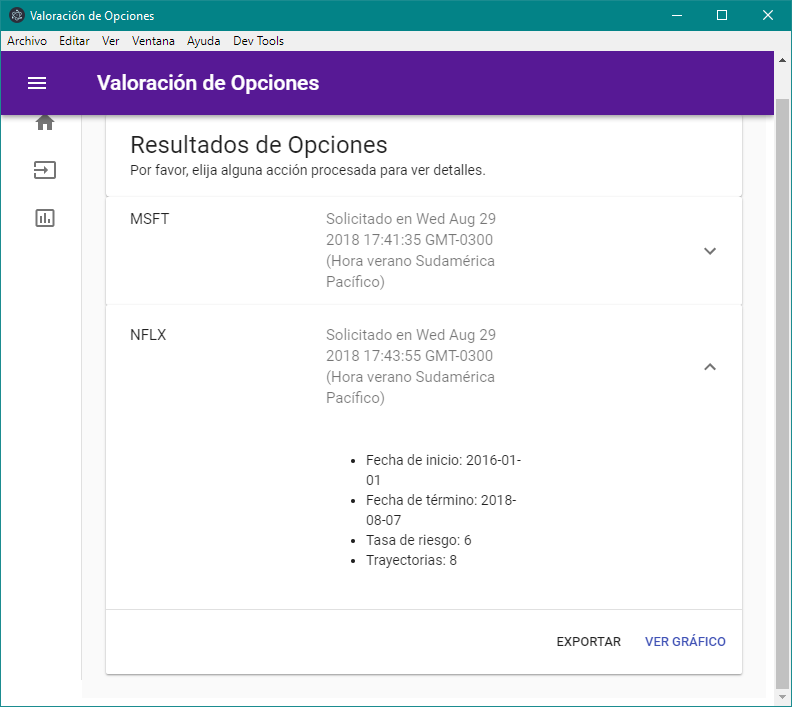 Valoración de Opciones
Archivo Editar Ver Ventana Ayuda Dev Tools
Valoración de Opciones
Resultados de Opciones
Por favor, elija alguna acción procesada para ver detalles.
MSFT
Solicitado en Wed Aug 29
2018 17:41:35 GMT-0300
(Hora verano Sudamérica
Pacífico)
NFLX
Solicitado en Wed Aug 29
2018 17:43:55 GMT-0300
(Hora verano Sudamérica
Pacífico)
• Fecha de inicio: 2016-01-
01
• Fecha de término: 2018-
08-07
• Tasa de riesgo: 6
• Trayectorias: 8
EXPORTAR VER GRÁFICO